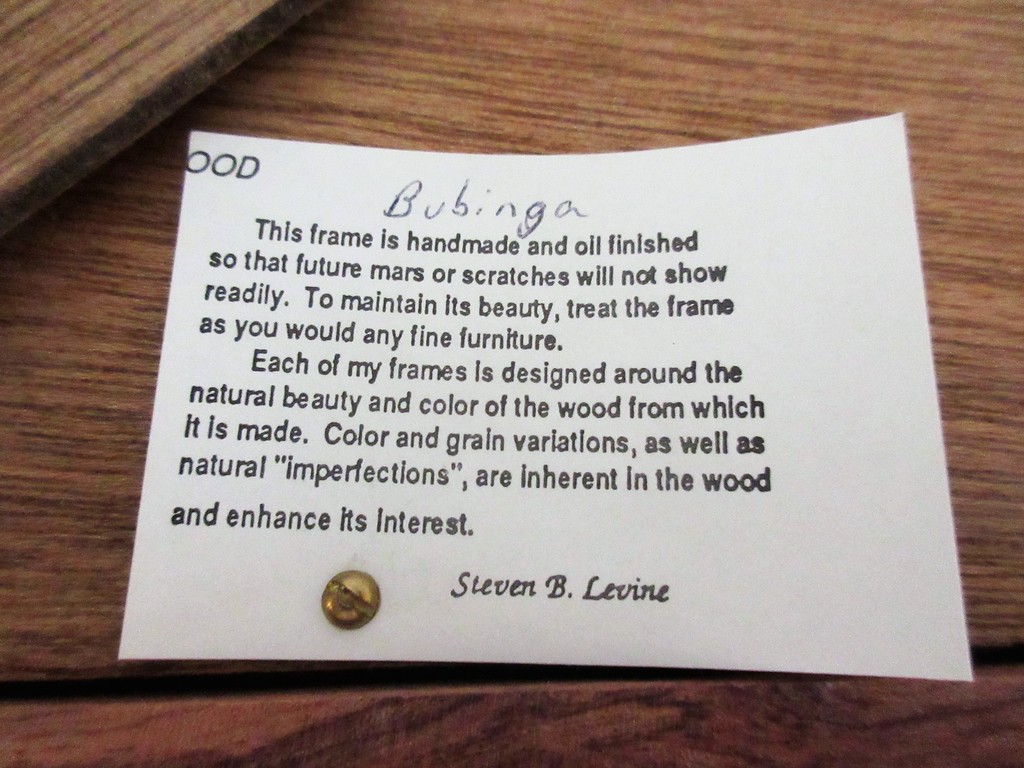 OOD
Bubinga
This frame is handmade and oil finished
so that future mars or scratches will not show
readily. To maintain its beauty, treat the frame
as you would any fine furniture.
Each of my frames is designed around the
natural beauty and color of the wood from which
it is made. Color and grain variations, as well as
natural "imperfections", are inherent in the wood
and enhance its interest.
Steven B. Levine